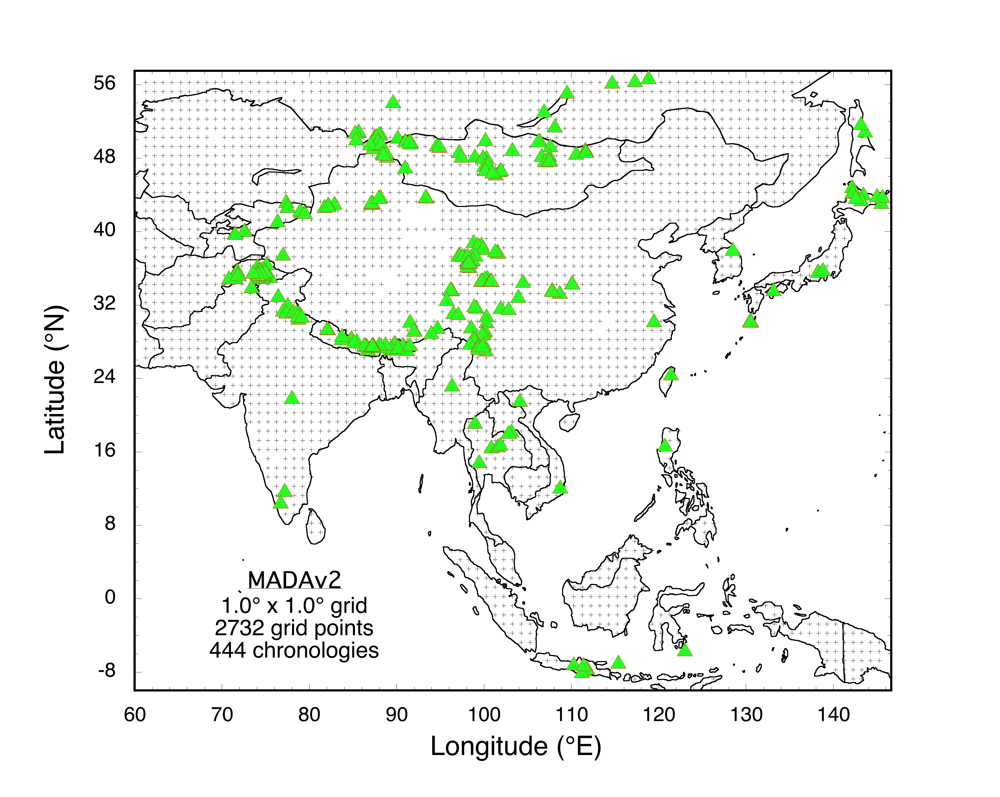 56
48
40
32
24
16
8
0
-8
Latitude (°N)
MADAv2
1.0° x 1.0° grid
2732 grid points
444 chronologies
60 70 80 90 100 110 120 130 140
Longitude (°E)